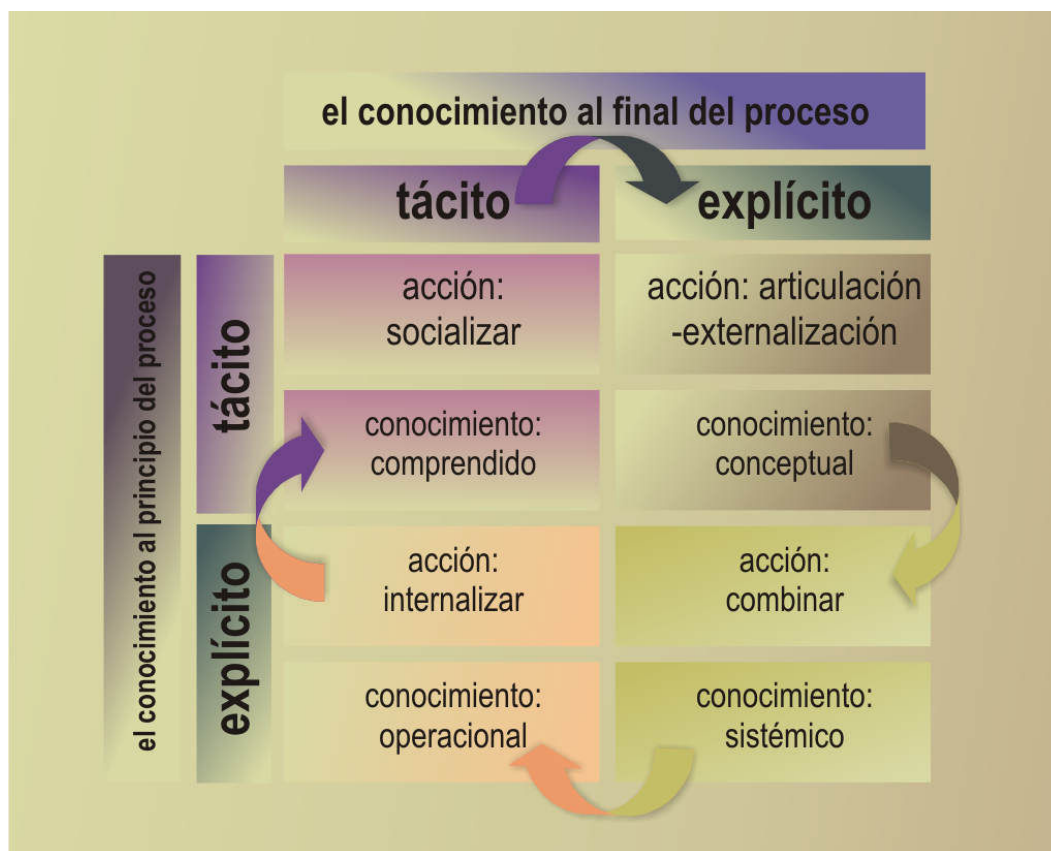 el conocimiento al final del proceso
tácito
explícito
el conocimiento al principio del proceso
tácito
acción:
socializar
acción: articulación
-externalización
conocimiento:
comprendido
conocimiento:
conceptual
explícito
acción:
internalizar
acción:
combinar
conocimiento:
operacional
conocimiento:
sistémico